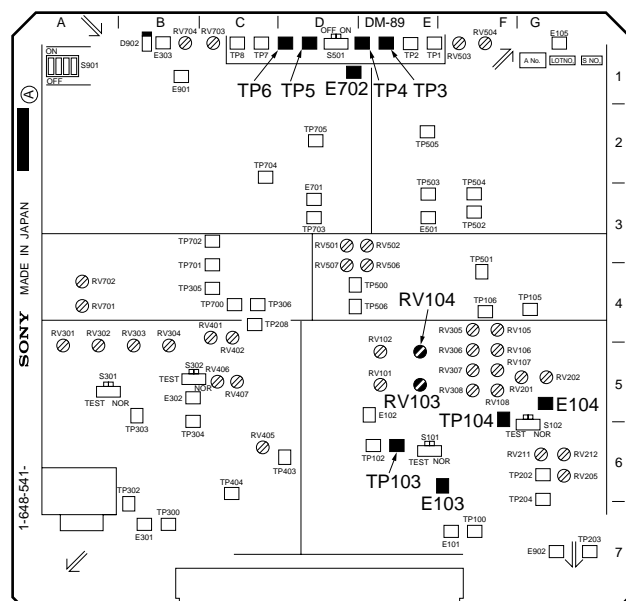 A B C D DM-89 E F G
D902 E303 RV704 RV703 TP8 TP7 OFF ON S501 TP2 TP1 RV503 RV504 E105
ON S901 OFF
A No. LOTNO. S NO.
TP6 TP5 E702 TP4 TP3
E901
1
A
TP705 TP505
2
TP704
E701 TP503 TP504
TP703 E501 TP502
3
TP702 RV501 RV502
TP701 RV507 RV506 TP501
RV702 TP305 TP500
RV701 TP700 TP306 TP506 TP106 TP105
4
TP208 RV104
RV301 RV302 RV303 RV304 RV401 RV402 RV102 RV305 RV105
RV306 RV106
S301 S302 TEST NOR RV406 RV407 RV101 RV307 RV107 RV202
TEST NOR E302 RV103 RV308 RV201
5
RV108
E102 TP104 E104
TP303 TP304 S102 TEST NOR
RV405 TP102 S101 TEST NOR RV211 RV212
TP403 TP103 TP202 RV205
6
TP302 TP404 E103 TP204
E301 TP300 E101 TP100
E902 TP203
7
SONY MADE IN JAPAN
1-648-541-